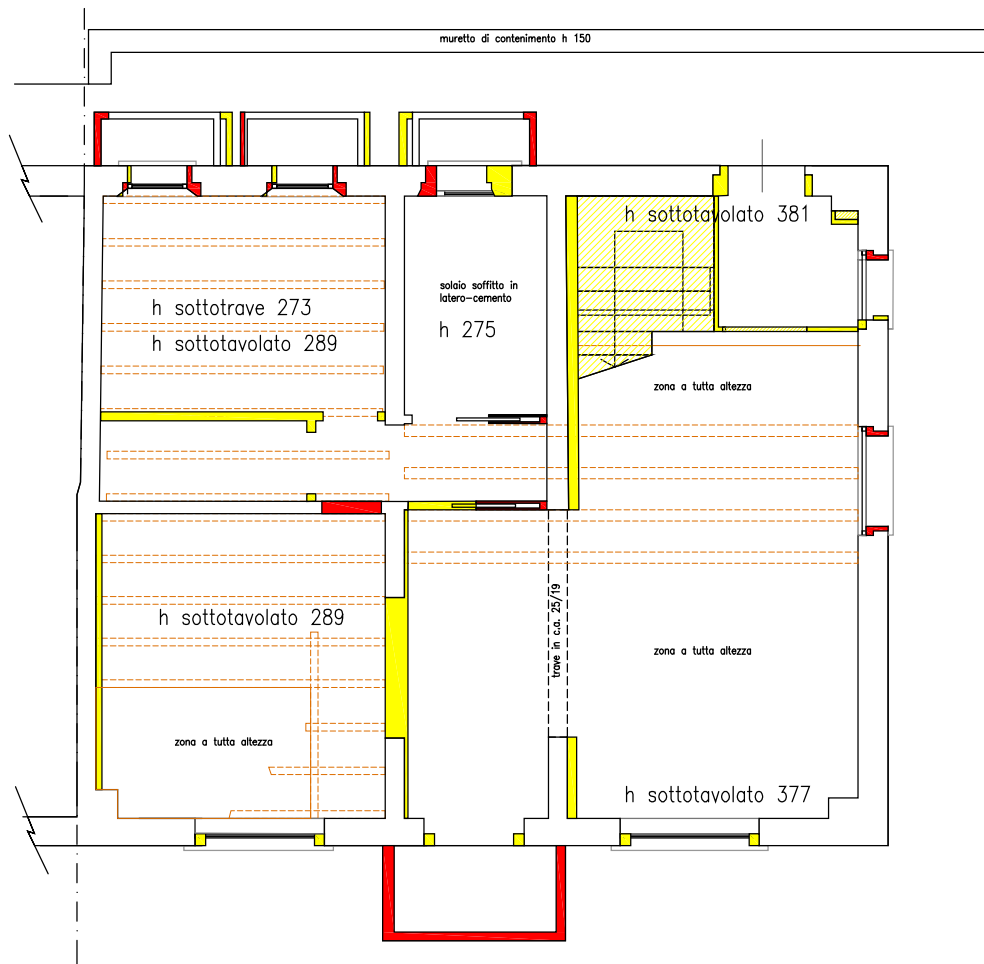 muretto di contenimento h 150
h sottotavolato 381
solaio soffitto in
latero-cemento
h 275
h sottotrave 273
h sottotavolato 289
zona a tutta altezza
trave in c.a. 25/19
h sottotavolato 289
zona a tutta altezza
zona a tutta altezza
h sottotavolato 377